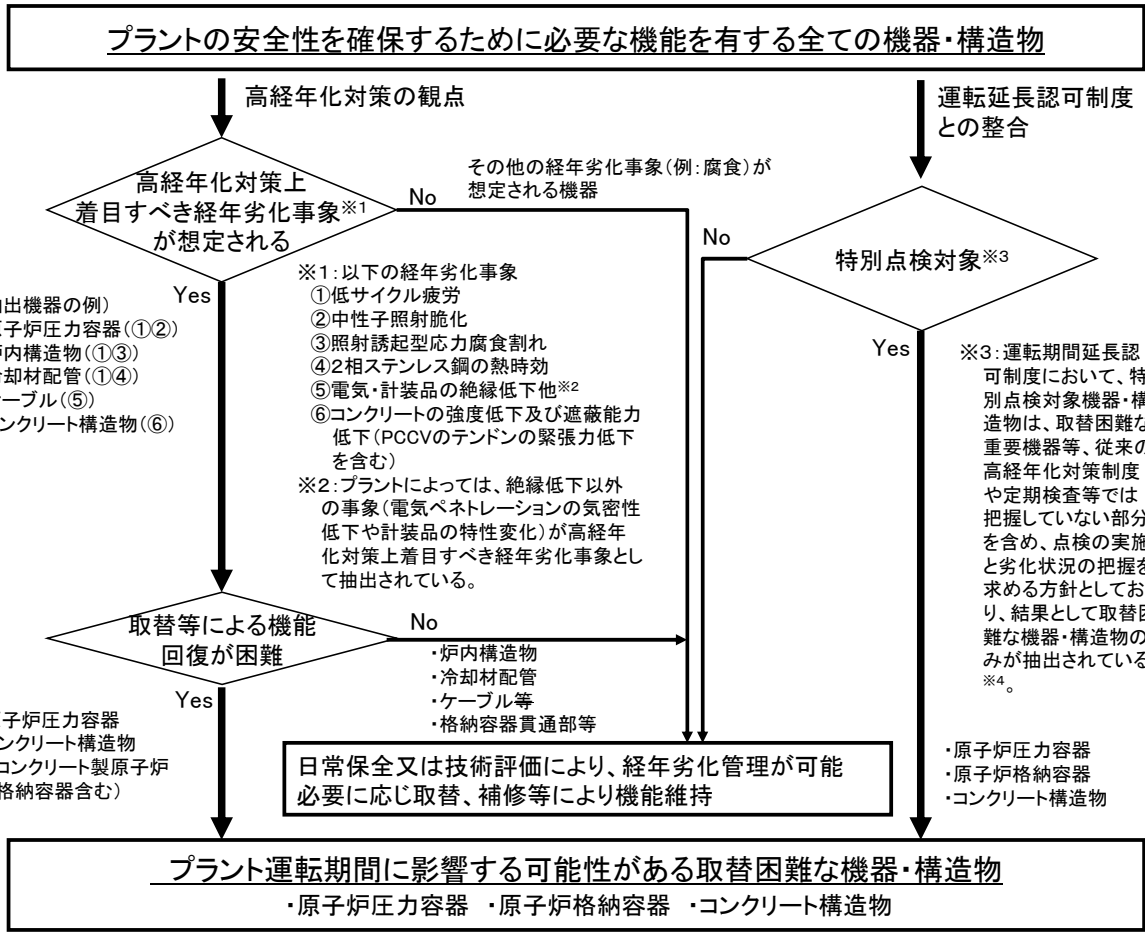 プラントの安全性を確保するために必要な機能を有する全ての機器・構造物
高経年化対策の観点
運転延長認可制度
との整合
高経年化対策上
着目すべき経年劣化事象※1
が想定される
No
その他の経年劣化事象(例:腐食)が
想定される機器
Yes
出機器の例)
子炉圧力容器(①②)
内構造物(①③)
却材配管(①④)
ーブル(⑤)
ンクリート構造物(⑥)
※1:以下の経年劣化事象
①低サイクル疲労
②中性子照射脆化
③照射誘起型応力腐食割れ
④2相ステンレス鋼の熱時効
⑤電気・計装品の絶縁低下他※2
⑥コンクリートの強度低下及び遮蔽能力
低下(PCCVのテンドンの緊張力低下
を含む)
※2:プラントによっては、絶縁低下以外
の事象(電気ペネトレーションの気密性
低下や計装品の特性変化)が高経年
化対策上着目すべき経年劣化事象とし
て抽出されている。
No
特別点検対象※3
Yes
※3:運転期間延長認
可制度において、特
別点検対象機器・構
造物は、取替困難な
重要機器等、従来の
高経年化対策制度
や定期検査等では
把握していない部分
を含め、点検の実施
と劣化状況の把握を
求める方針としてお
り、結果として取替困
難な機器・構造物の
みが抽出されている
※4。
取替等による機能
回復が困難
No
・炉内構造物
・冷却材配管
・ケーブル等
・格納容器貫通部等
Yes
子炉圧力容器
ンクリート構造物
コンクリート製原子炉
格納容器含む)
日常保全又は技術評価により、経年劣化管理が可能
必要に応じ取替、補修等により機能維持
・原子炉圧力容器
・原子炉格納容器
・コンクリート構造物
プラント運転期間に影響する可能性がある取替困難な機器・構造物
・原子炉圧力容器 ・原子炉格納容器 ・コンクリート構造物